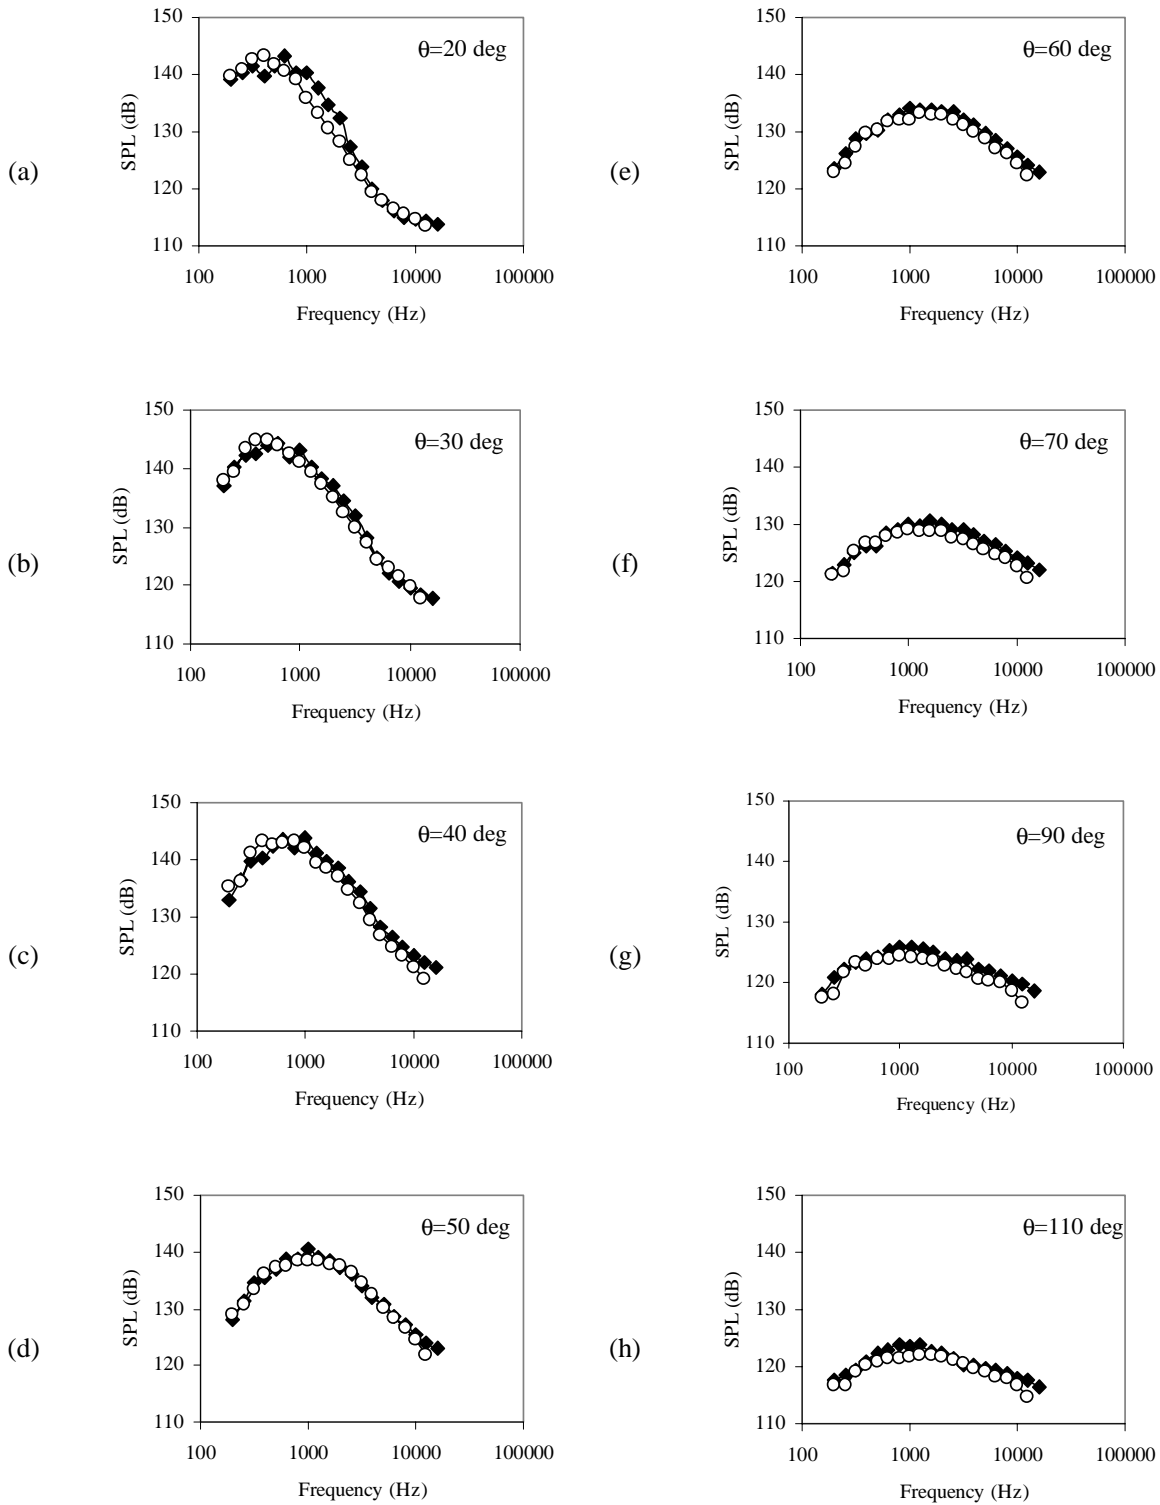 (a)
150
140
130
120
110
SPL (dB)
θ=20 deg
100 1000 10000 100000
Frequency (Hz)
(b)
150
140
130
120
110
SPL (dB)
θ=30 deg
100 1000 10000 100000
Frequency (Hz)
(c)
150
140
130
120
110
SPL (dB)
θ=40 deg
100 1000 10000 100000
Frequency (Hz)
(d)
150
140
130
120
110
SPL (dB)
θ=50 deg
100 1000 10000 100000
Frequency (Hz)
(e)
150
140
130
120
110
SPL (dB)
θ=60 deg
100 1000 10000 100000
Frequency (Hz)
(f)
150
140
130
120
110
SPL (dB)
θ=70 deg
100 1000 10000 100000
Frequency (Hz)
(g)
150
140
130
120
110
SPL (dB)
θ=90 deg
100 1000 10000 100000
Frequency (Hz)
(h)
150
140
130
120
110
SPL (dB)
θ=110 deg
100 1000 10000 100000
Frequency (Hz)